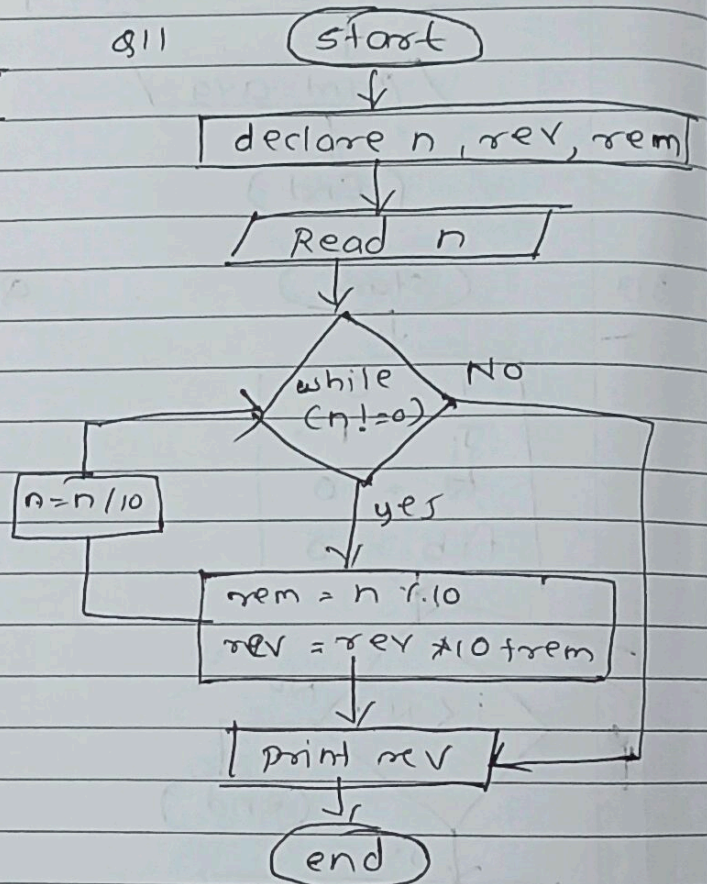 Q11
start
declare n, rev, rem
Read n
while
(n!=0)
NO
n=n/10
yes
rem = n %10
rev = rev *10 +rem
print rev
end